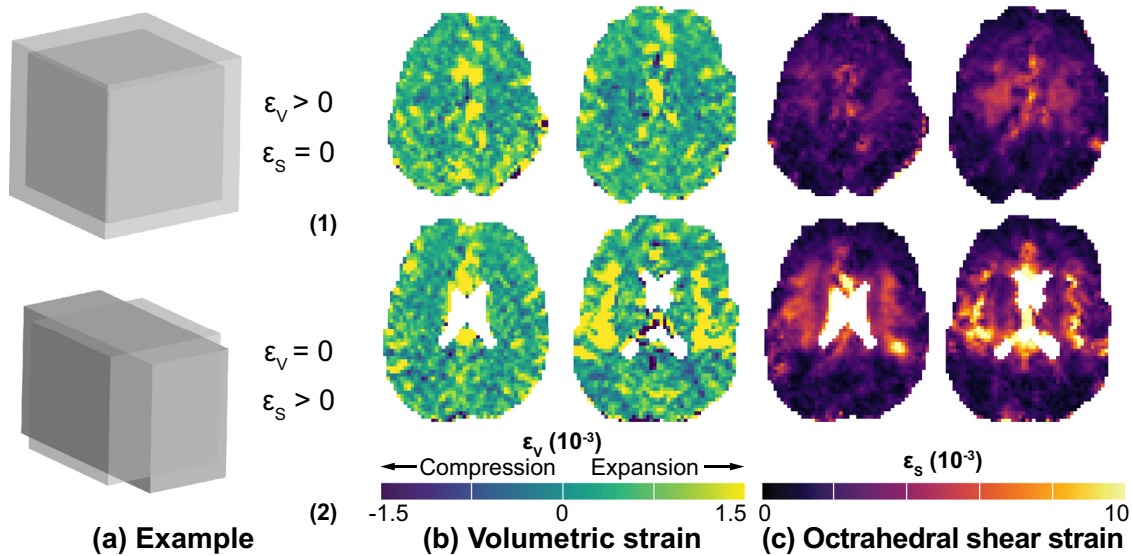 εV > 0
εS = 0
(1)
εV = 0
εS > 0
(2)
(a) Example
εV (10-3)
Compression Expansion
-1.5 0 1.5
(b) Volumetric strain
εS (10-3)
0 10
(c) Octrahedral shear strain